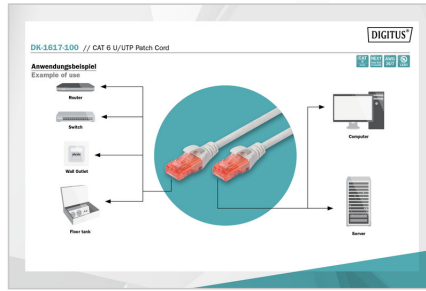 DIGITUS®
DK-1617-100 // CAT 6 U/UTP Patch Cord
Anwendungsbeispiel
Example of use
CAT
Router
Switch
Wall Outlet
Floor tank
Computer
Server